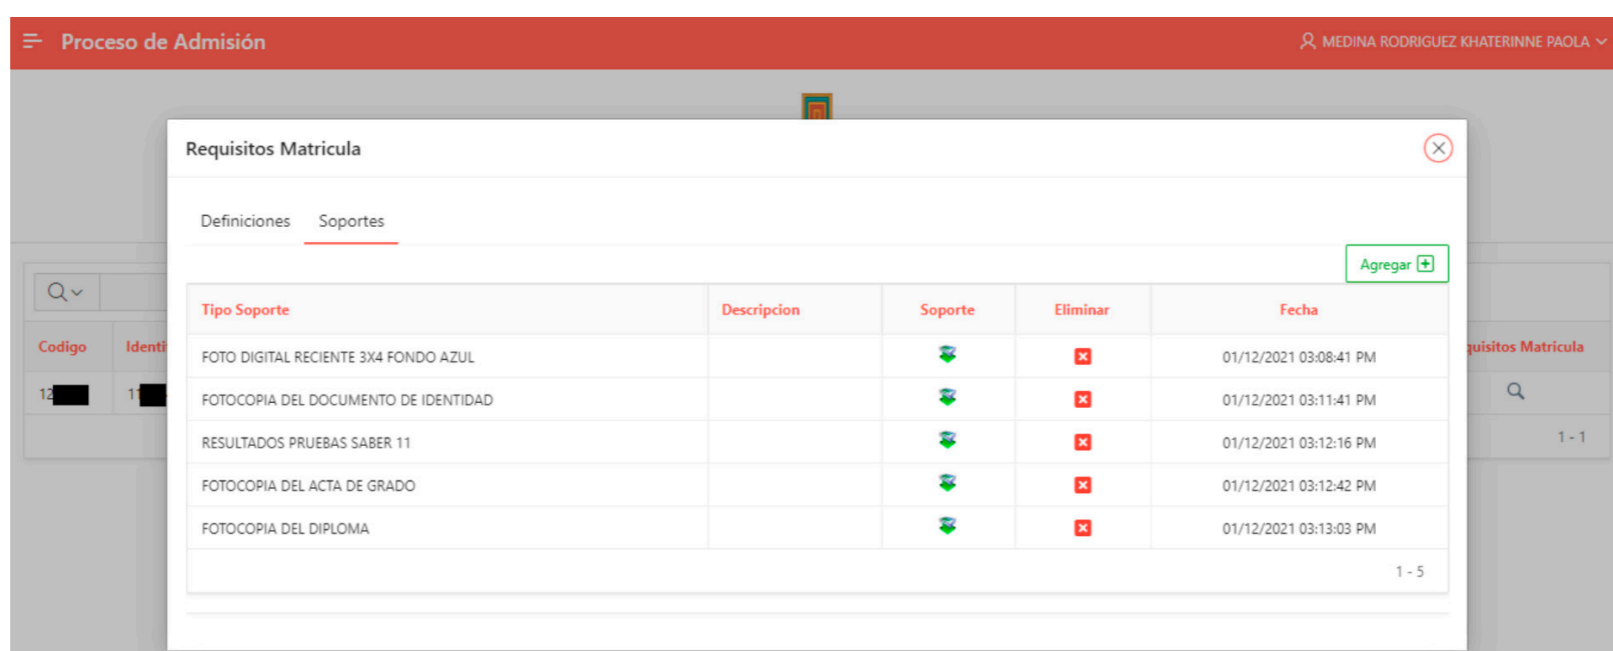 Proceso de Admisión
MEDINA RODRIGUEZ KHATERINNE PAOLA
Requisitos Matricula
Definiciones Soportes
Agregar
Tipo Soporte Descripcion Soporte Eliminar Fecha
FOTO DIGITAL RECIENTE 3X4 FONDO AZUL 01/12/2021 03:08:41 PM
FOTOCOPIA DEL DOCUMENTO DE IDENTIDAD 01/12/2021 03:11:41 PM
RESULTADOS PRUEBAS SABER 11 01/12/2021 03:12:16 PM
FOTOCOPIA DEL ACTA DE GRADO 01/12/2021 03:12:42 PM
FOTOCOPIA DEL DIPLOMA 01/12/2021 03:13:03 PM
1 - 5
Codigo Identi quisitos Matricula
12 11
1 - 1